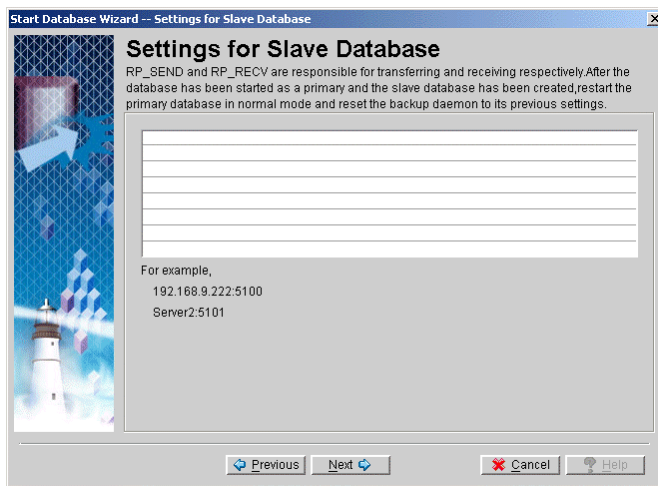 Start Database Wizard -- Settings for Slave Database
Settings for Slave Database
RP_SEND and RP_RECV are responsible for transferring and receiving respectively.After the
database has been started as a primary and the slave database has been created,restart the
primary database in normal mode and reset the backup daemon to its previous settings.
For example,
192.168.9.222:5100
Server2:5101
Previous Next Cancel Help